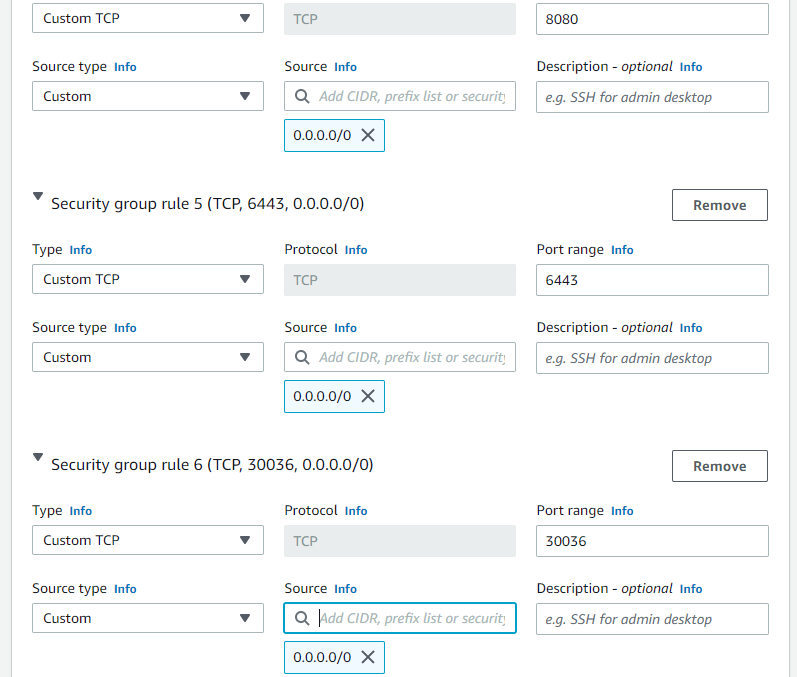 Custom TCP TCP 8080
Source type Info Source Info Description - optional Info
Custom Add CIDR, prefix list or security e.g. SSH for admin desktop
0.0.0.0/0
Security group rule 5 (TCP, 6443, 0.0.0.0/0) Remove
Type Info Protocol Info Port range Info
Custom TCP TCP 6443
Source type Info Source Info Description - optional Info
Custom Add CIDR, prefix list or security e.g. SSH for admin desktop
0.0.0.0/0
Security group rule 6 (TCP, 30036, 0.0.0.0/0) Remove
Type Info Protocol Info Port range Info
Custom TCP TCP 30036
Source type Info Source Info Description - optional Info
Custom Add CIDR, prefix list or security e.g. SSH for admin desktop
0.0.0.0/0